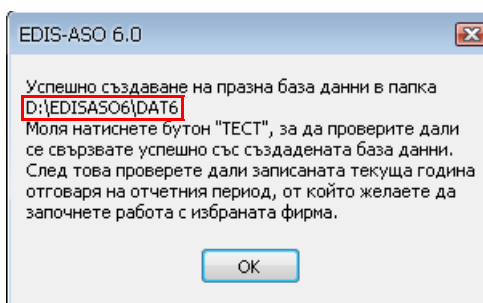 EDIS-ASO 6.0
Успешно създаване на празна база данни в папка
D:\EDISASO6\DAT6
Моля натиснете бутон "ТЕСТ", за да проверите дали
се свързвате успешно със създадената база данни.
След това проверете дали записаната текуща година
отговаря на отчетния период, от който желаете да
започнете работа с избраната фирма.
OK